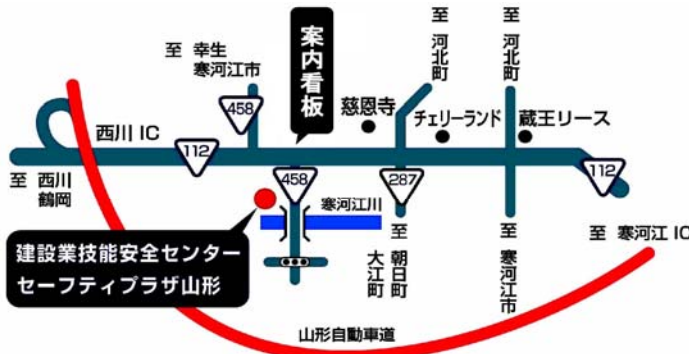 至 幸生
寒河江市
案内看板
至 河北町
至 河北町
458
慈恩寺
チェリーランド
蔵王リース
西川 IC
112
至 西川
鶴岡
458
287
112
寒河江川
建設業技能安全センター
セーフティプラザ山形
至 朝日町
大江町
至 寒河江市
至 寒河江 IC
山形自動車道